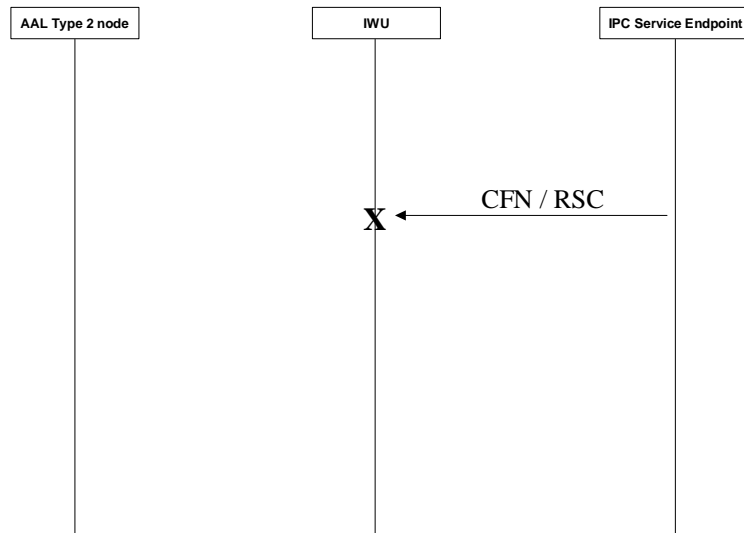 AAL Type 2 node
IWU
IPC Service Endpoint
CFN / RSC
X